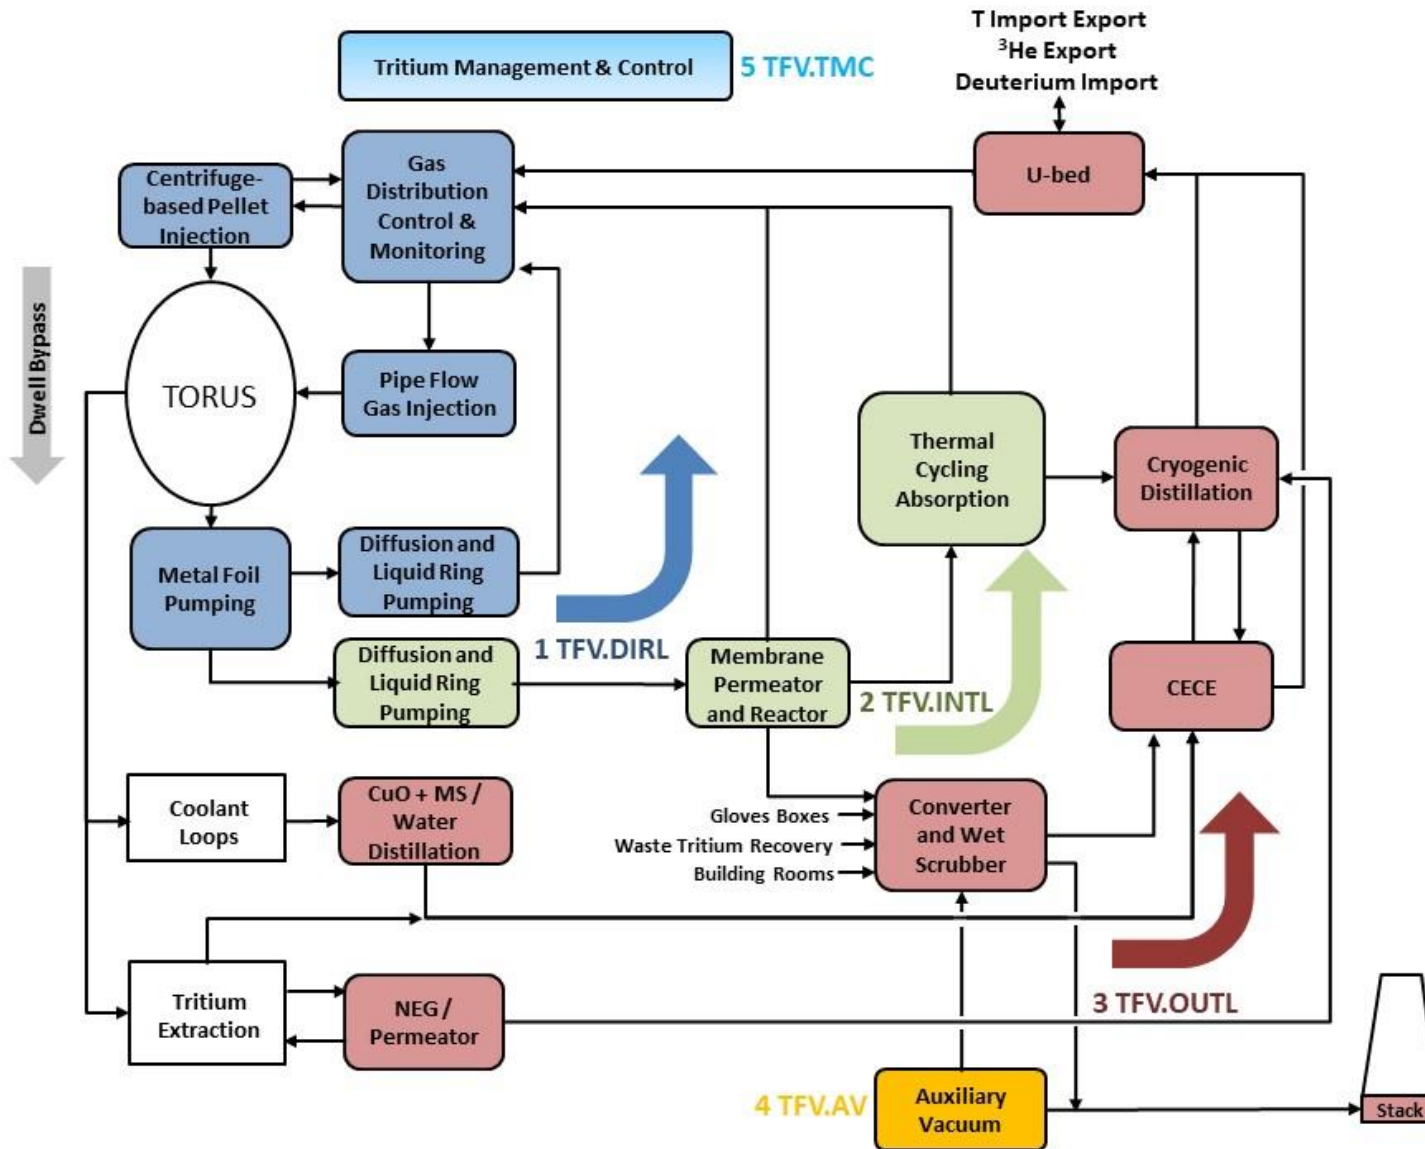 T Import Export
³He Export
Deuterium Import
Tritium Management & Control
5 TFV.TMC
Gas
Distribution
Control &
Monitoring
Centrifuge-
based Pellet
Injection
U-bed
Dwell Bypass
TORUS
Pipe Flow
Gas Injection
Thermal
Cycling
Absorption
Cryogenic
Distillation
Metal Foil
Pumping
Diffusion and
Liquid Ring
Pumping
1 TFV.DIRL
Diffusion and
Liquid Ring
Pumping
Membrane
Permeator
and Reactor
2 TFV.INTL
CECE
Coolant
Loops
CuO + MS /
Water
Distillation
Gloves Boxes
Waste Tritium Recovery
Building Rooms
Converter
and Wet
Scrubber
Tritium
Extraction
NEG /
Permeator
3 TFV.OUTL
4 TFV.AV
Auxiliary
Vacuum
Stack